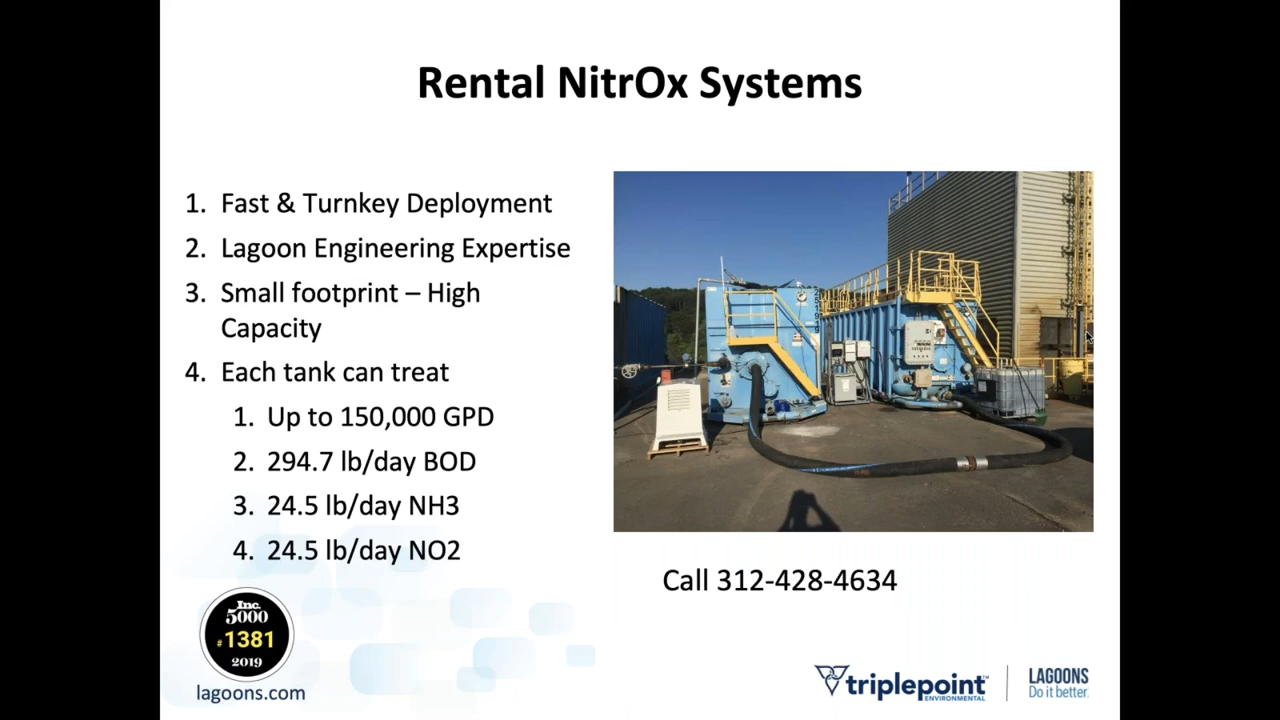 Rental NitrOx Systems
1. Fast & Turnkey Deployment
2. Lagoon Engineering Expertise
3. Small footprint – High
Capacity
4. Each tank can treat
1. Up to 150,000 GPD
2. 294.7 lb/day BOD
3. 24.5 lb/day NH3
4. 24.5 lb/day NO2
Call 312-428-4634
Inc.
5000
#1381
2019
lagoons.com
triplepoint™
ENVIRONMENTAL
LAGOONS
Do it better.